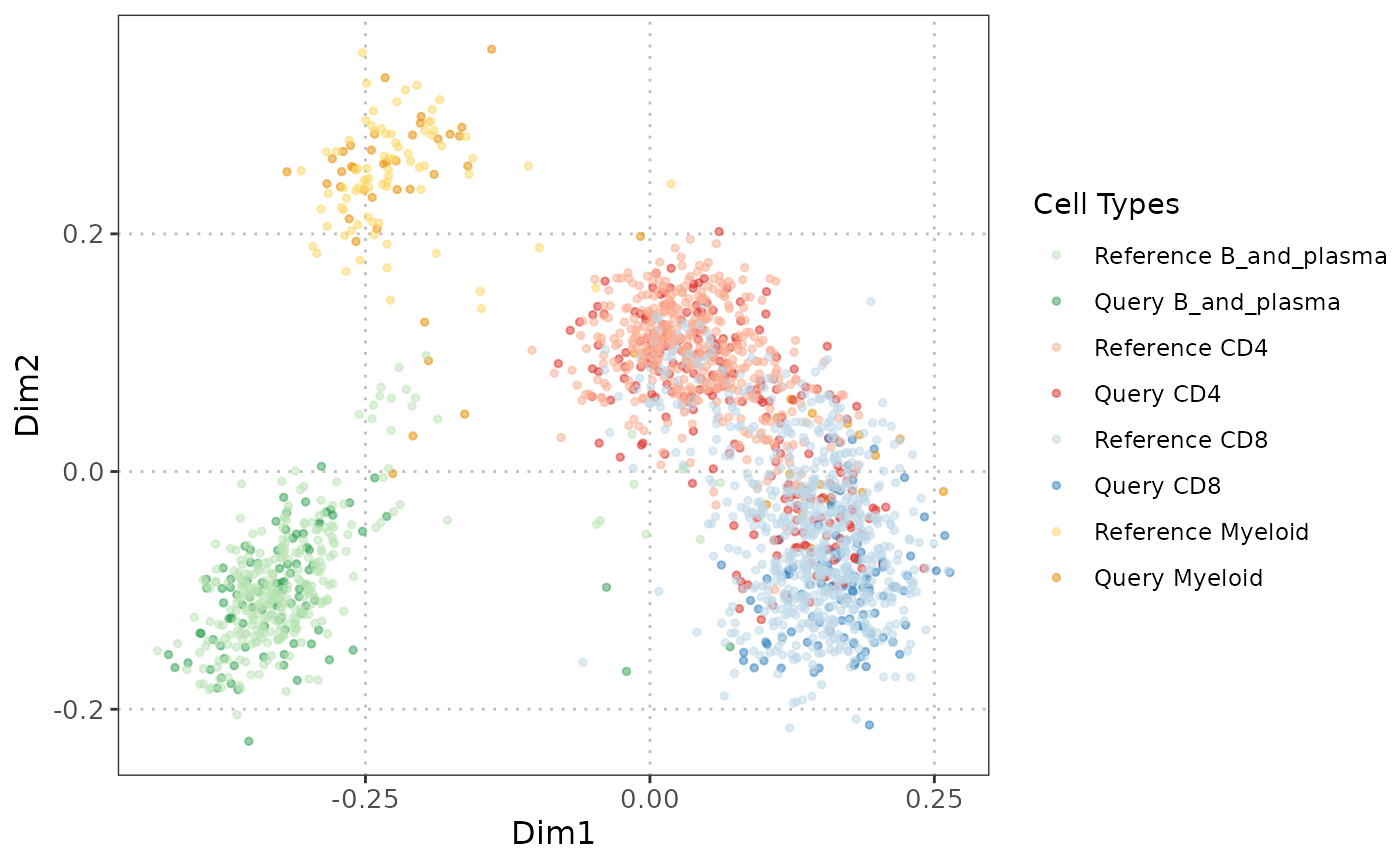 Dim2
0.2
0.0
-0.2
-0.25
0.00
0.25
Dim1
Cell Types
Reference B_and_plasma
Query B_and_plasma
Reference CD4
Query CD4
Reference CD8
Query CD8
Reference Myeloid
Query Myeloid